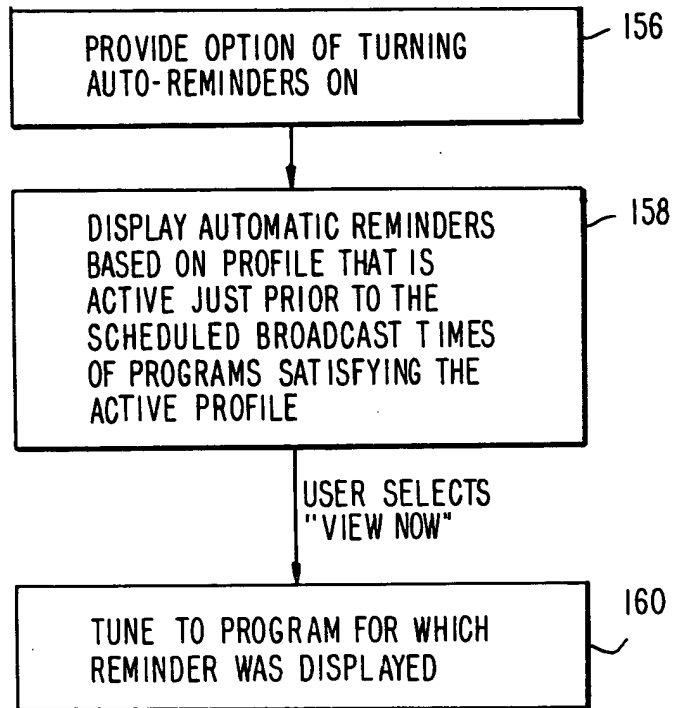 PROVIDE OPTION OF TURNING
AUTO-REMINDERS ON
156
DISPLAY AUTOMATIC REMINDERS
BASED ON PROFILE THAT IS
ACTIVE JUST PRIOR TO THE
SCHEDULED BROADCAST TIMES
OF PROGRAMS SATISFYING THE
ACTIVE PROFILE
158
USER SELECTS
"VIEW NOW"
TUNE TO PROGRAM FOR WHICH
REMINDER WAS DISPLAYED
160